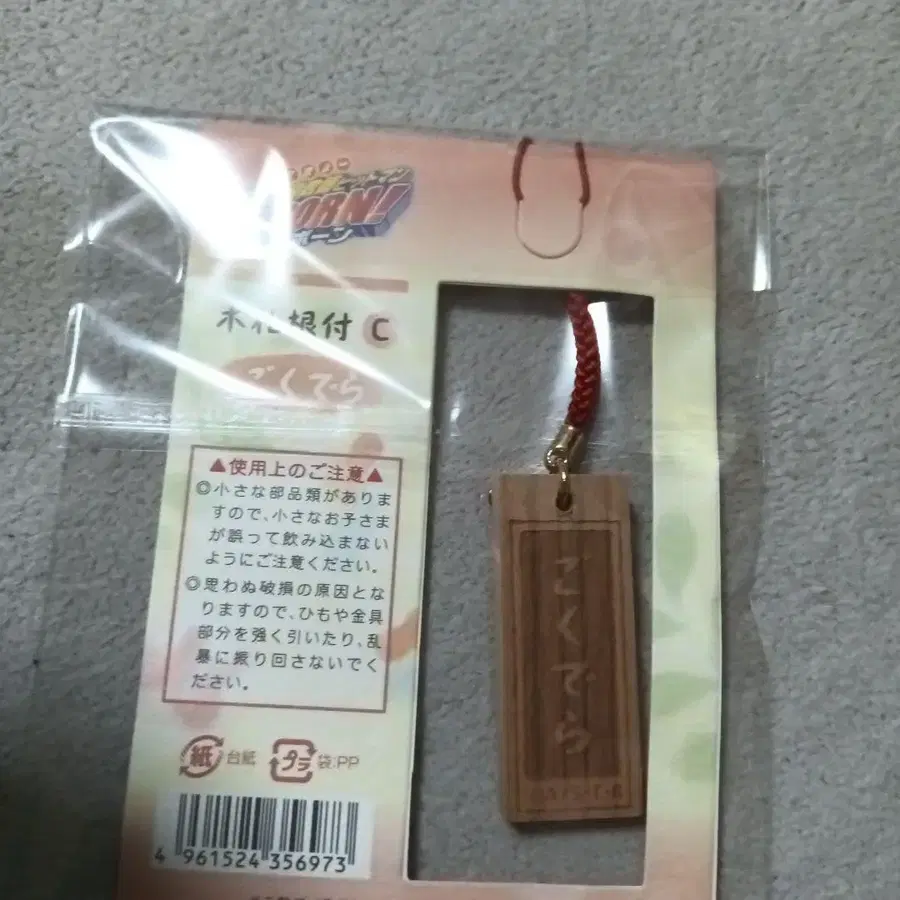 REBORN!
ボーン
木札根付 C
ごくでら
▲使用上のご注意▲
◎小さな部品類がありま
すので、小さなお子さま
が誤って飲み込まない
ようにご注意ください。
◎思わぬ破損の原因とな
りますので、ひもや金具
部分を強く引いたり、乱
暴に振り回さないでく
ださい。
紙 台紙 プラ 袋:PP
4 961524 356973
ごくでら